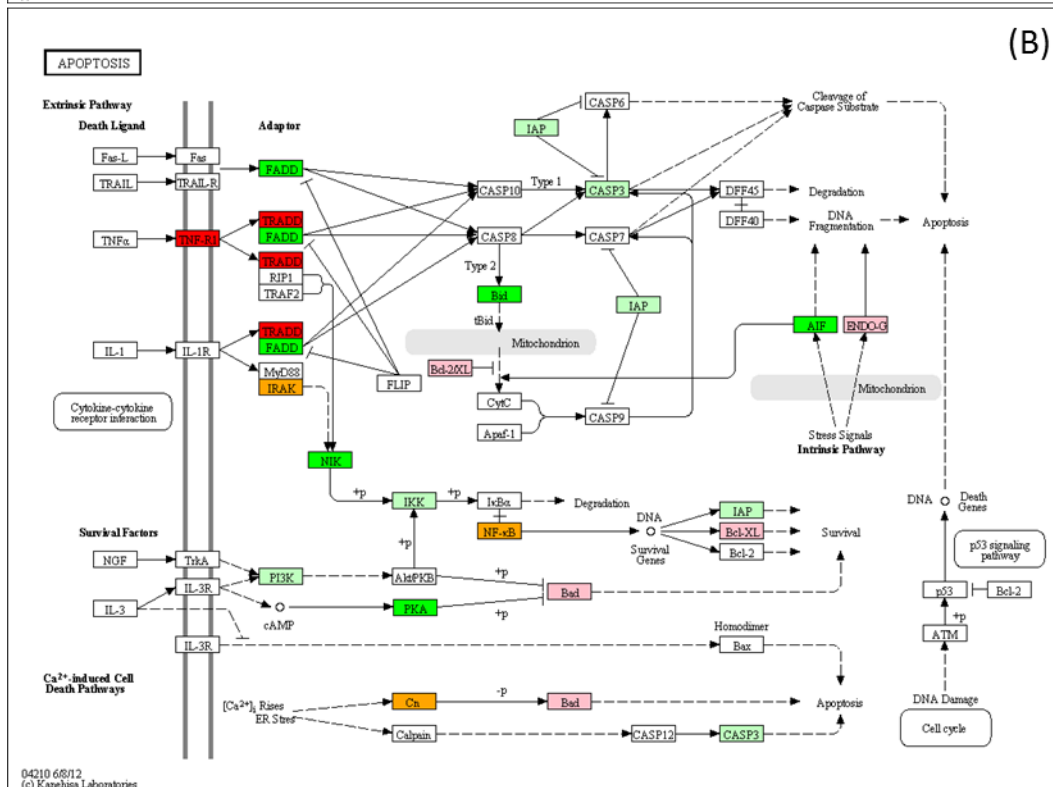 (B)
APOPTOSIS
Extrinsic Pathway
Death Ligand
Adaptor
CASP6
Cleavage of
Caspase Substrate
IAP
Fas-L
Fas
FADD
TRAIL
TRAIL-R
CASP10
Type 1
CASP3
DFF45
Degradation
TRADD
DFF40
DNA
Fragmentation
Apoptosis
TNFα
TNF-R1
FADD
CASP8
CASP7
TRADD
RIP1
TRAF2
Type 2
Bid
IAP
tBid
TRADD
AIF
ENDO-G
IL-1
IL-1R
FADD
Mitochondrion
MyD88
Bcl-2/XL
IRAK
FLIP
Mitochondrion
CytC
Cytokine-cytokine
receptor interaction
CASP9
Apaf-1
Stress Signals
Intrinsic Pathway
NIK
+p
IKK
+p
IκBα
Degradation
DNA
IAP
DNA
Death
Genes
Survival Factors
NF-κB
Bcl-XL
Survival
Survival
Genes
Bcl-2
p53 signaling
pathway
NGF
TrkA
+p
PI3K
Akt/PKB
+p
IL-3R
Bad
p53
Bcl-2
IL-3
cAMP
PKA
+p
+p
Homodimer
ATM
IL-3R
Bax
Ca2+-induced Cell
Death Pathways
[Ca2+]i Rises
ER Stres
Cn
-p
Bad
Apoptosis
DNA Damage
Calpain
CASP12
CASP3
Cell cycle
04210 6/8/12
(c) Kanehisa Laboratories